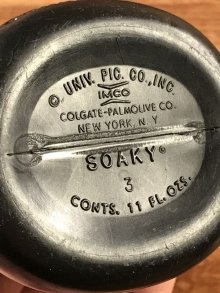 © UNIV. PIC. CO., INC.
IMCO
COLGATE-PALMOLIVE CO.
NEW YORK, N.Y
SOAKY®
3
CONTS. 11 FL. OZS.